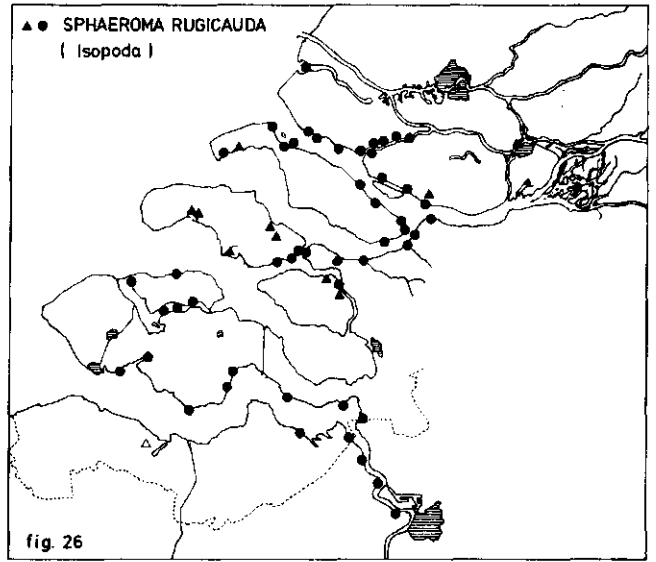 ▲ ● SPHAEROMA RUGICAUDA
( Isopoda )
fig. 26